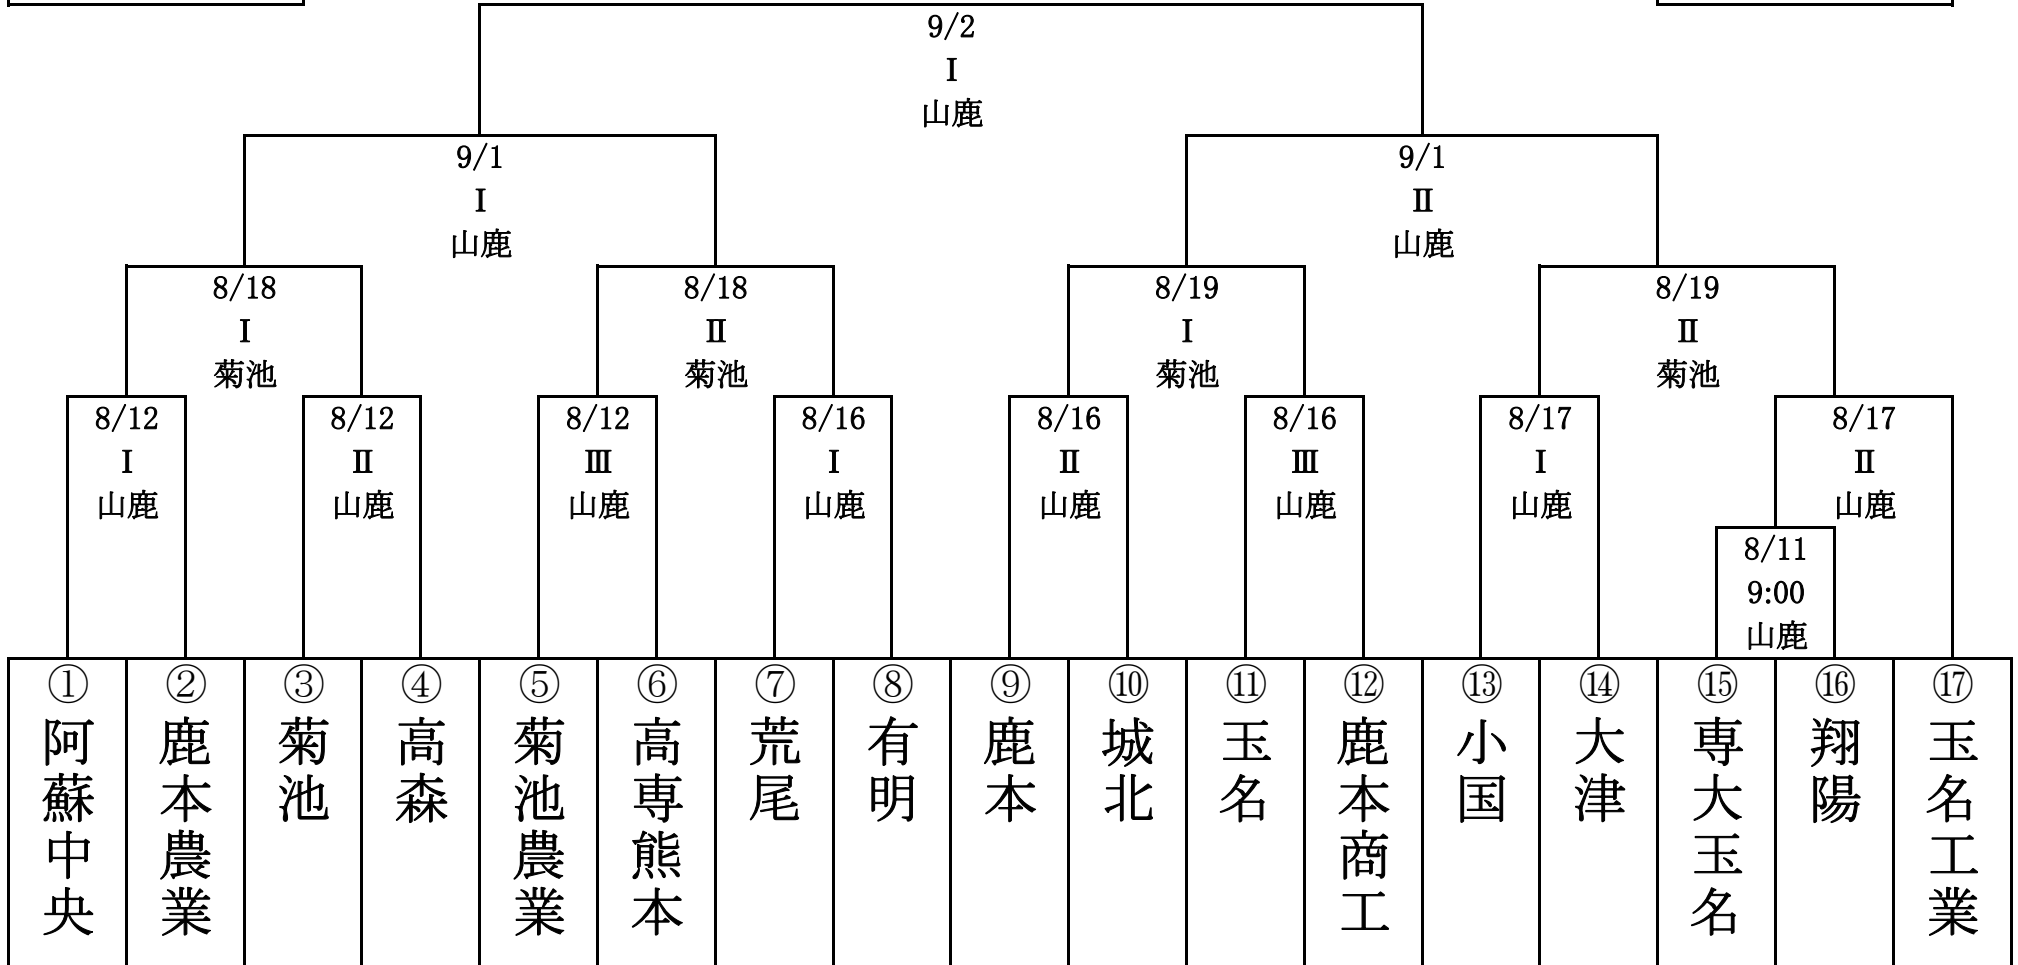 9/2
Ⅰ
山鹿
9/1
Ⅰ
山鹿
9/1
Ⅱ
山鹿
8/18
Ⅰ
菊池
8/18
Ⅱ
菊池
8/19
Ⅰ
菊池
8/19
Ⅱ
菊池
8/12
Ⅰ
山鹿
8/12
Ⅱ
山鹿
8/12
Ⅲ
山鹿
8/16
Ⅰ
山鹿
8/16
Ⅱ
山鹿
8/16
Ⅲ
山鹿
8/17
Ⅰ
山鹿
8/17
Ⅱ
山鹿
8/11
9:00
山鹿
①
阿蘇中央
②
鹿本農業
③
菊池
④
高森
⑤
菊池農業
⑥
高専熊本
⑦
荒尾
⑧
有明
⑨
鹿本
⑩
城北
⑪
玉名
⑫
鹿本商工
⑬
小国
⑭
大津
⑮
専大玉名
⑯
翔陽
⑰
玉名工業